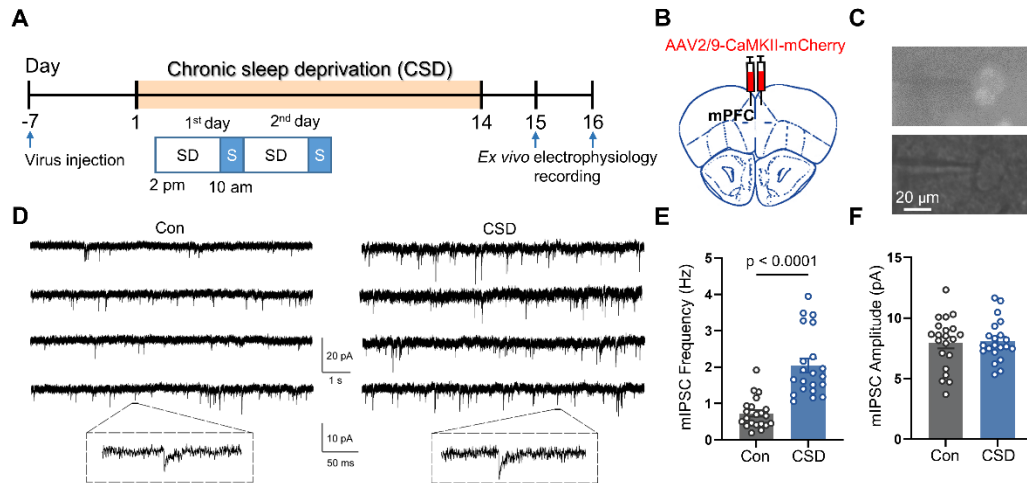 A
Day
Chronic sleep deprivation (CSD)
-7
1
14
15
16
Virus injection
1st day
2nd day
SD
S
SD
S
2 pm
10 am
Ex vivo electrophysiology
recording
B
AAV2/9-CaMKII-mCherry
mPFC
C
20 μm
D
Con
CSD
20 pA
1 s
10 pA
50 ms
E
p < 0.0001
mIPSC Frequency (Hz)
5
4
3
2
1
0
Con
CSD
F
mIPSC Amplitude (pA)
15
10
5
0
Con
CSD